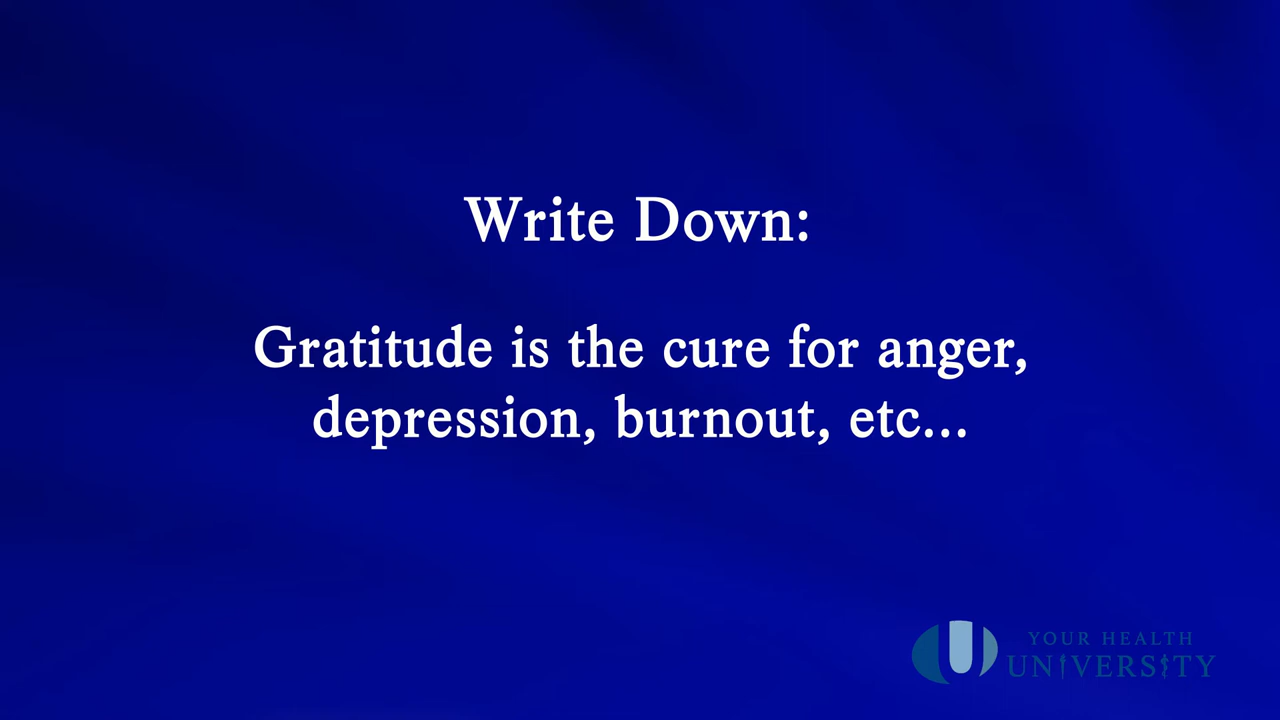 Write Down:
Gratitude is the cure for anger,
depression, burnout, etc...
YOUR HEALTH
UNIVERSITY